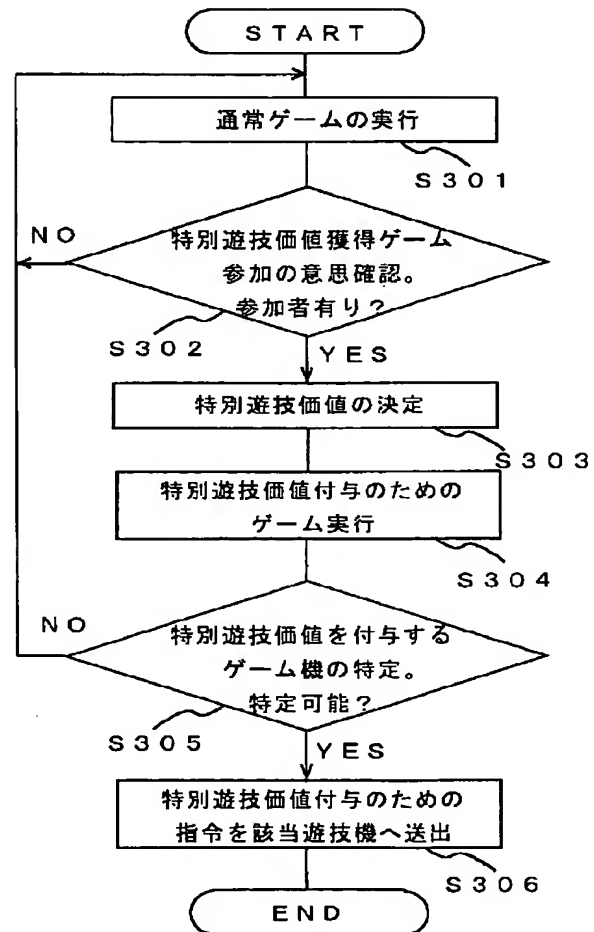 START
通常ゲームの実行
S301
NO
特別遊技価値獲得ゲーム
参加の意思確認。
参加者有り?
S302
YES
特別遊技価値の決定
S303
特別遊技価値付与のための
ゲーム実行
S304
NO
特別遊技価値を付与する
ゲーム機の特定。
特定可能?
S305
YES
特別遊技価値付与のための
指令を該当遊技機へ送出
S306
END